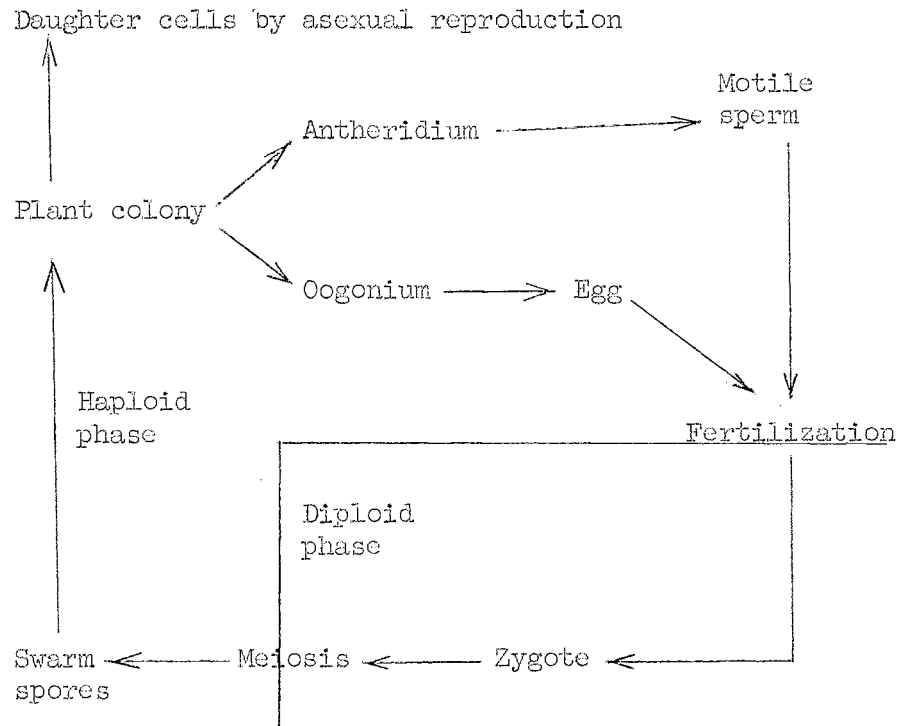 Daughter cells by asexual reproduction
Motile
sperm
Antheridium
Plant colony
Oogonium
Egg
Haploid
phase
Fertilization
Diploid
phase
Swarm
spores
Meiosis
Zygote